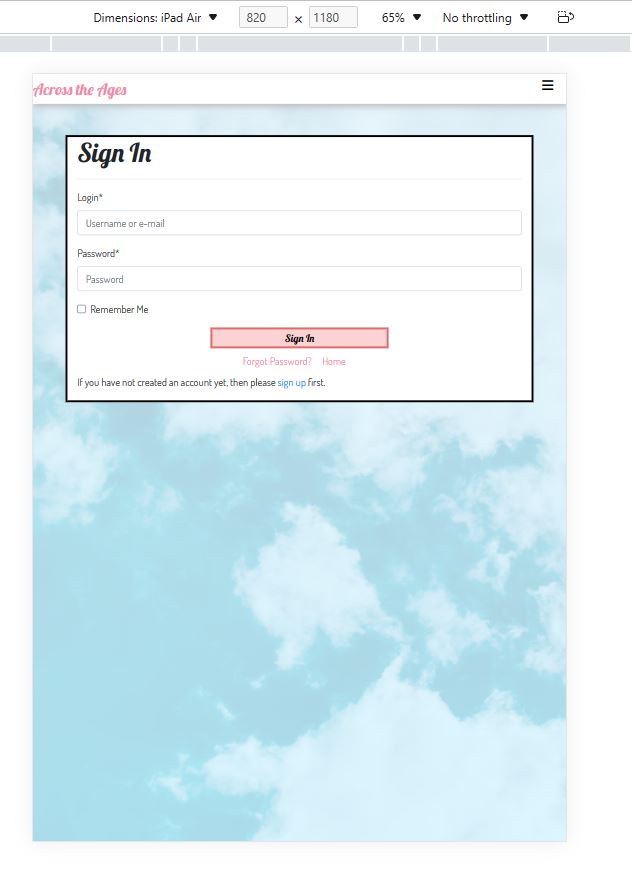 Dimensions: iPad Air ▼ 820 × 1180 65% ▼ No throttling ▼
Across the Ages
Sign In
Login*
Username or e-mail
Password*
Password
Remember Me
Sign In
Forgot Password? Home
If you have not created an account yet, then please sign up first.